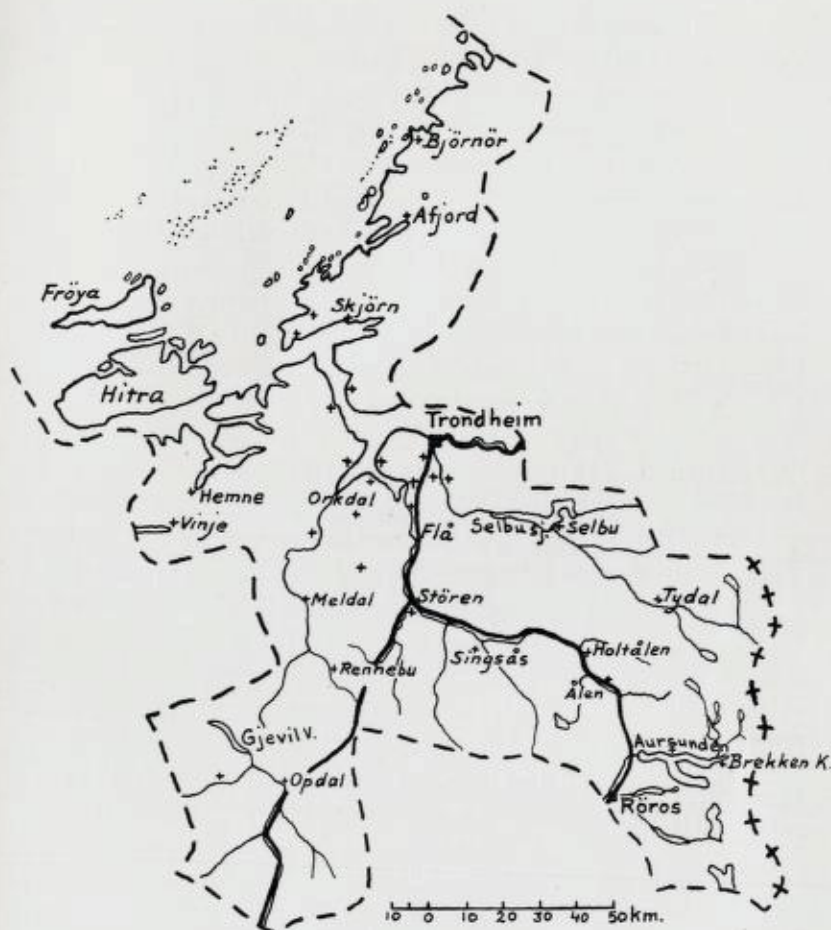 Björnör
Åfjord
Fröya
Skjörn
Hitra
Trondheim
Hemne
Orkdal
Vinje
Flå
Selbusj.
Selbu
Meldal
Stören
Tydal
Rennebu
Singsås
Holtålen
Ålen
Gjevil V.
Aursunden
Brekken K.
Opdal
Röros
10 0 10 20 30 40 50 km.